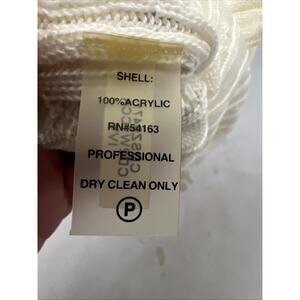 SHELL:
100% ACRYLIC
RN#54163
PROFESSIONAL
DRY CLEAN ONLY
P